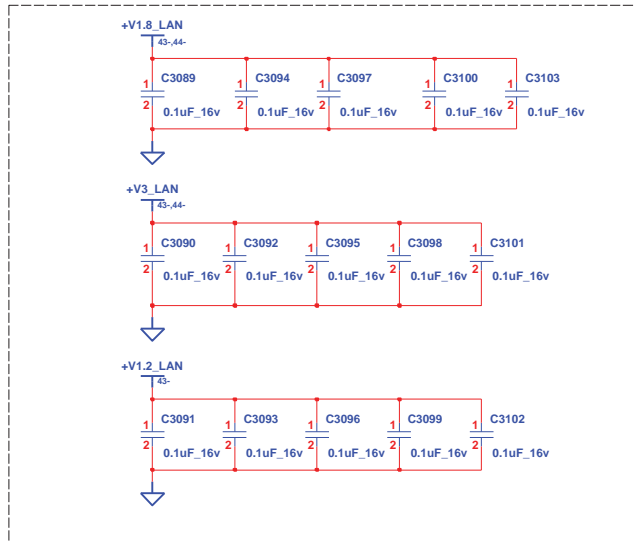 +V1.8_LAN
43-,44-
C3089 C3094 C3097 C3100 C3103
1 1 1 1 1
2 2 2 2 2
0.1uF_16v 0.1uF_16v 0.1uF_16v 0.1uF_16v 0.1uF_16v
+V3_LAN
43-,44-
C3090 C3092 C3095 C3098 C3101
1 1 1 1 1
2 2 2 2 2
0.1uF_16v 0.1uF_16v 0.1uF_16v 0.1uF_16v 0.1uF_16v
+V1.2_LAN
43-
C3091 C3093 C3096 C3099 C3102
1 1 1 1 1
2 2 2 2 2
0.1uF_16v 0.1uF_16v 0.1uF_16v 0.1uF_16v 0.1uF_16v